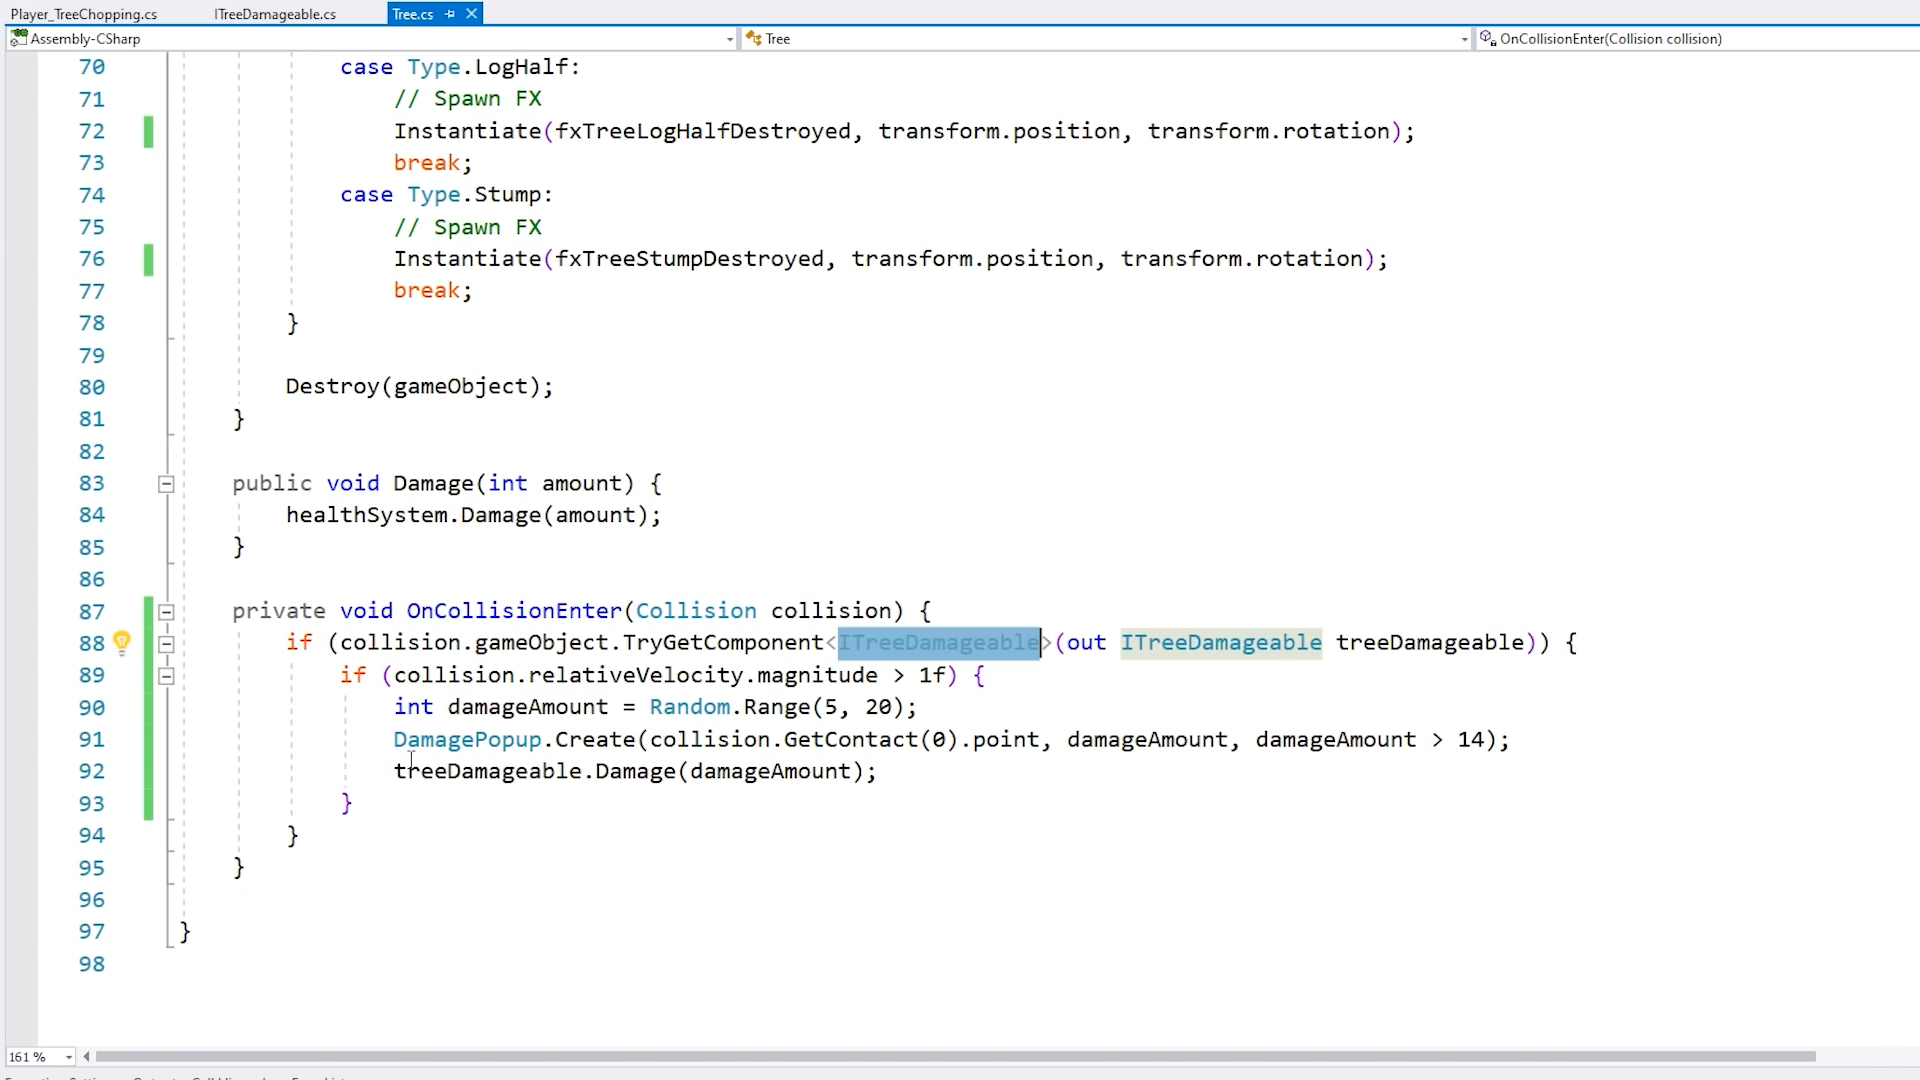 Player_TreeChopping.cs ITreeDamageable.cs Tree.cs
Assembly-CSharp Tree OnCollisionEnter(Collision collision)
70 case Type.LogHalf:
71 // Spawn FX
72 Instantiate(fxTreeLogHalfDestroyed, transform.position, transform.rotation);
73 break;
74 case Type.Stump:
75 // Spawn FX
76 Instantiate(fxTreeStumpDestroyed, transform.position, transform.rotation);
77 break;
78 }
79
80 Destroy(gameObject);
81 }
82
83 public void Damage(int amount) {
84 healthSystem.Damage(amount);
85 }
86
87 private void OnCollisionEnter(Collision collision) {
88 if (collision.gameObject.TryGetComponent<ITreeDamageable>(out ITreeDamageable treeDamageable)) {
89 if (collision.relativeVelocity.magnitude > 1f) {
90 int damageAmount = Random.Range(5, 20);
91 DamagePopup.Create(collision.GetContact(0).point, damageAmount, damageAmount > 14);
92 treeDamageable.Damage(damageAmount);
93 }
94 }
95 }
96
97 }
98
161 %